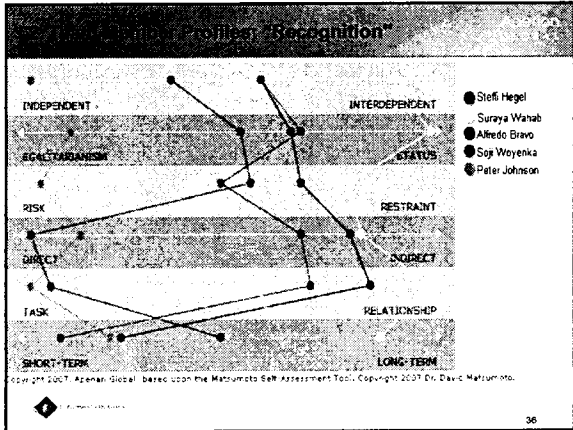 Profiles: "Recognition"
INDEPENDENT INTERDEPENDENT
EGALITARIANISM STATUS
RISK RESTRAINT
DIRECT INDIRECT
TASK RELATIONSHIP
SHORT-TERM LONG-TERM
Steffi Hegel
Suraya Wahab
Alfredo Bravo
Soji Woyenka
Peter Johnson
Copyright 2007, Aperian Global, based upon the Matsumoto Self Assessment Tool, Copyright 2007 Dr. David Matsumoto.
36